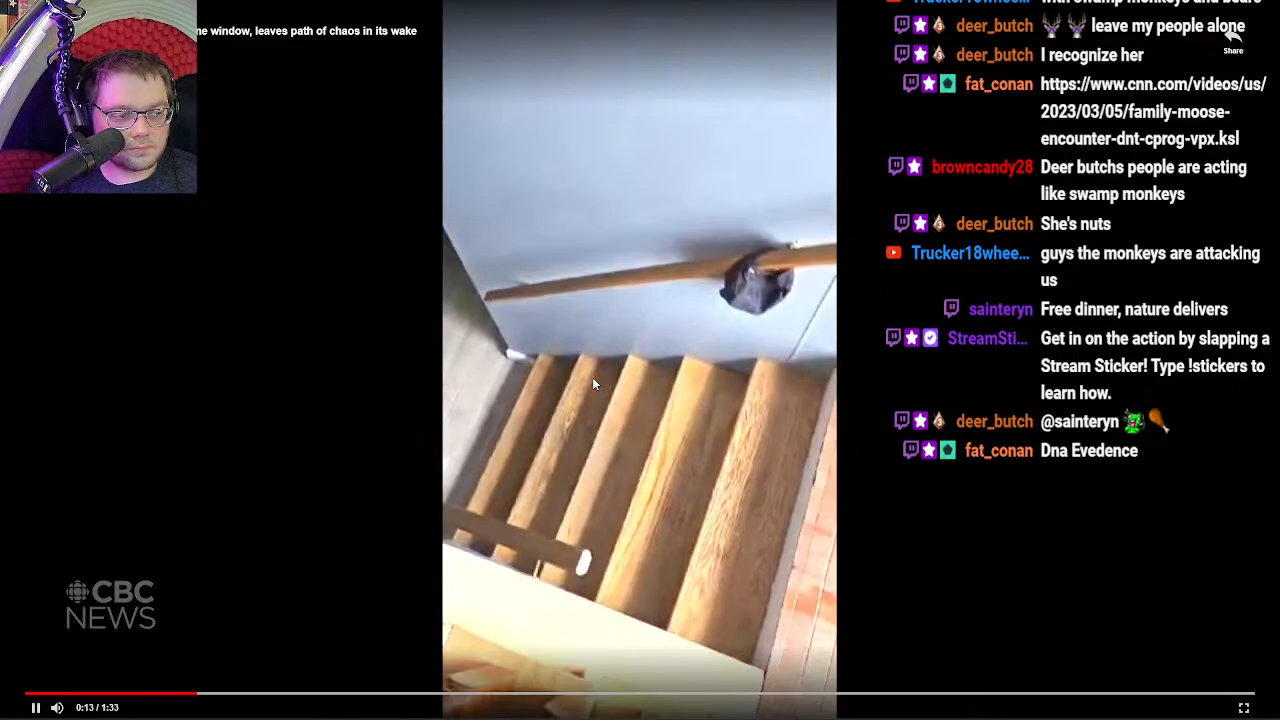 ne window, leaves path of chaos in its wake
deer_butch leave my people alone
Share
deer_butch I recognize her
fat_conan https://www.cnn.com/videos/us/
2023/03/05/family-moose-
encounter-dnt-cprog-vpx.ksl
browncandy28 Deer butchs people are acting
like swamp monkeys
deer_butch She's nuts
Trucker18whee... guys the monkeys are attacking
us
sainteryn Free dinner, nature delivers
StreamSti... Get in on the action by slapping a
Stream Sticker! Type !stickers to
learn how.
deer_butch @sainteryn
fat_conan Dna Evedence
CBC
NEWS
0:13 / 1:33